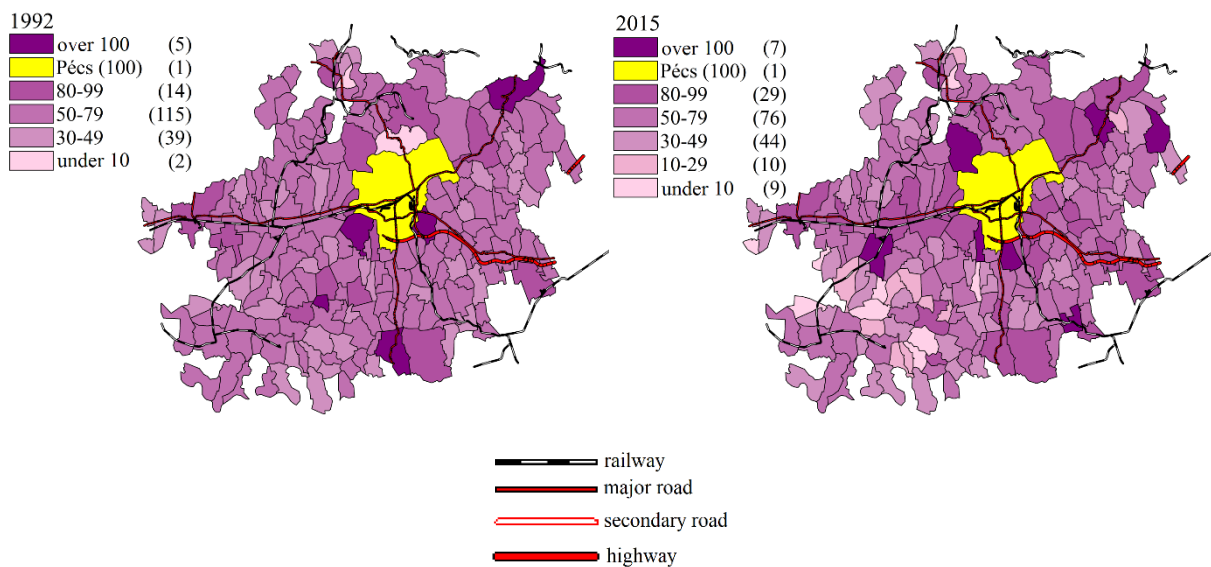 1992
over 100 (5)
Pécs (100) (1)
80-99 (14)
50-79 (115)
30-49 (39)
under 10 (2)
2015
over 100 (7)
Pécs (100) (1)
80-99 (29)
50-79 (76)
30-49 (44)
10-29 (10)
under 10 (9)
railway
major road
secondary road
highway